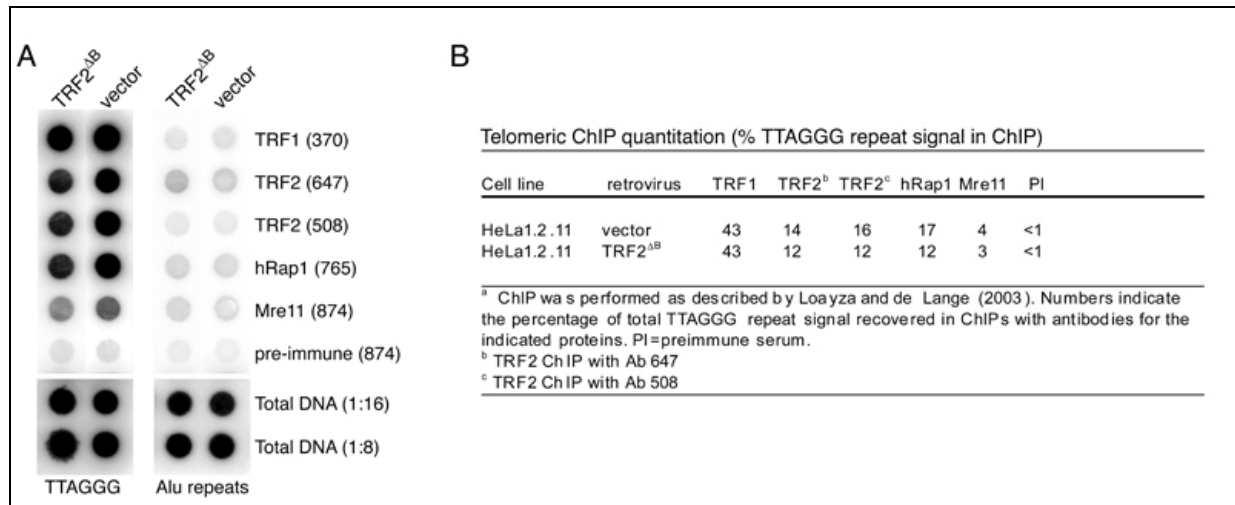 A
TRF2ΔB vector TRF2ΔB vector
TRF1 (370)
TRF2 (647)
TRF2 (508)
hRap1 (765)
Mre11 (874)
pre-immune (874)
Total DNA (1:16)
Total DNA (1:8)
TTAGGG Alu repeats
B
Telomeric ChIP quantitation (% TTAGGG repeat signal in ChIP)
Cell line retrovirus TRF1 TRF2b TRF2c hRap1 Mre11 PI
HeLa1.2.11 vector 43 14 16 17 4 <1
HeLa1.2.11 TRF2ΔB 43 12 12 12 3 <1
a ChIP was performed as described by Loayza and de Lange (2003). Numbers indicate
the percentage of total TTAGGG repeat signal recovered in ChIPs with antibodies for the
indicated proteins. PI=preimmune serum.
b TRF2 ChIP with Ab 647
c TRF2 ChIP with Ab 508